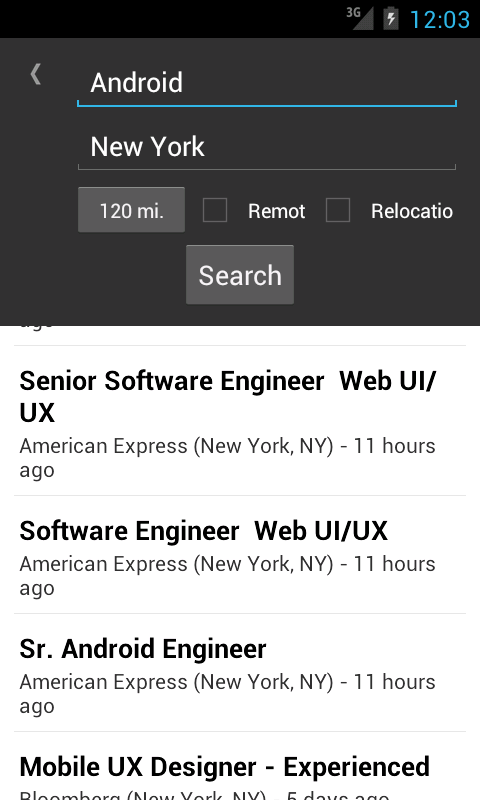 3G 12:03
Android
New York
120 mi. Remot Relocatio
Search
ago
Senior Software Engineer  Web UI/
UX
American Express (New York, NY) - 11 hours
ago
Software Engineer  Web UI/UX
American Express (New York, NY) - 11 hours
ago
Sr. Android Engineer
American Express (New York, NY) - 11 hours
ago
Mobile UX Designer - Experienced
Bloomberg (New York, NY) - 5 days ago